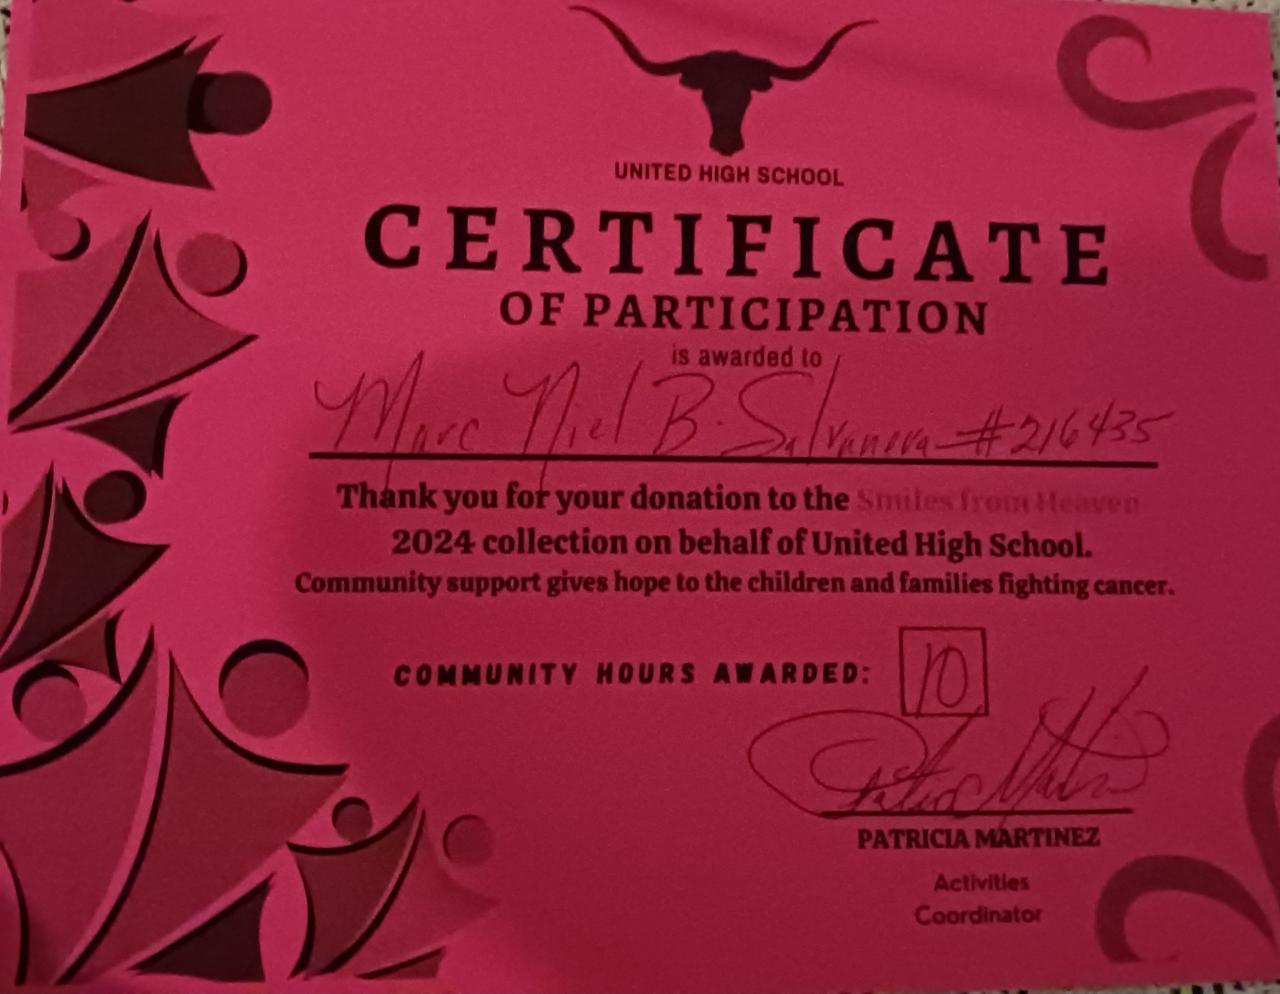 UNITED HIGH SCHOOL
CERTIFICATE
OF PARTICIPATION
is awarded to
Marc Niel B. Salvanera #216435
Thank you for your donation to the Smiles from Heaven
2024 collection on behalf of United High School.
Community support gives hope to the children and families fighting cancer.
COMMUNITY HOURS AWARDED: 10
Patricia Martinez
PATRICIA MARTINEZ
Activities
Coordinator